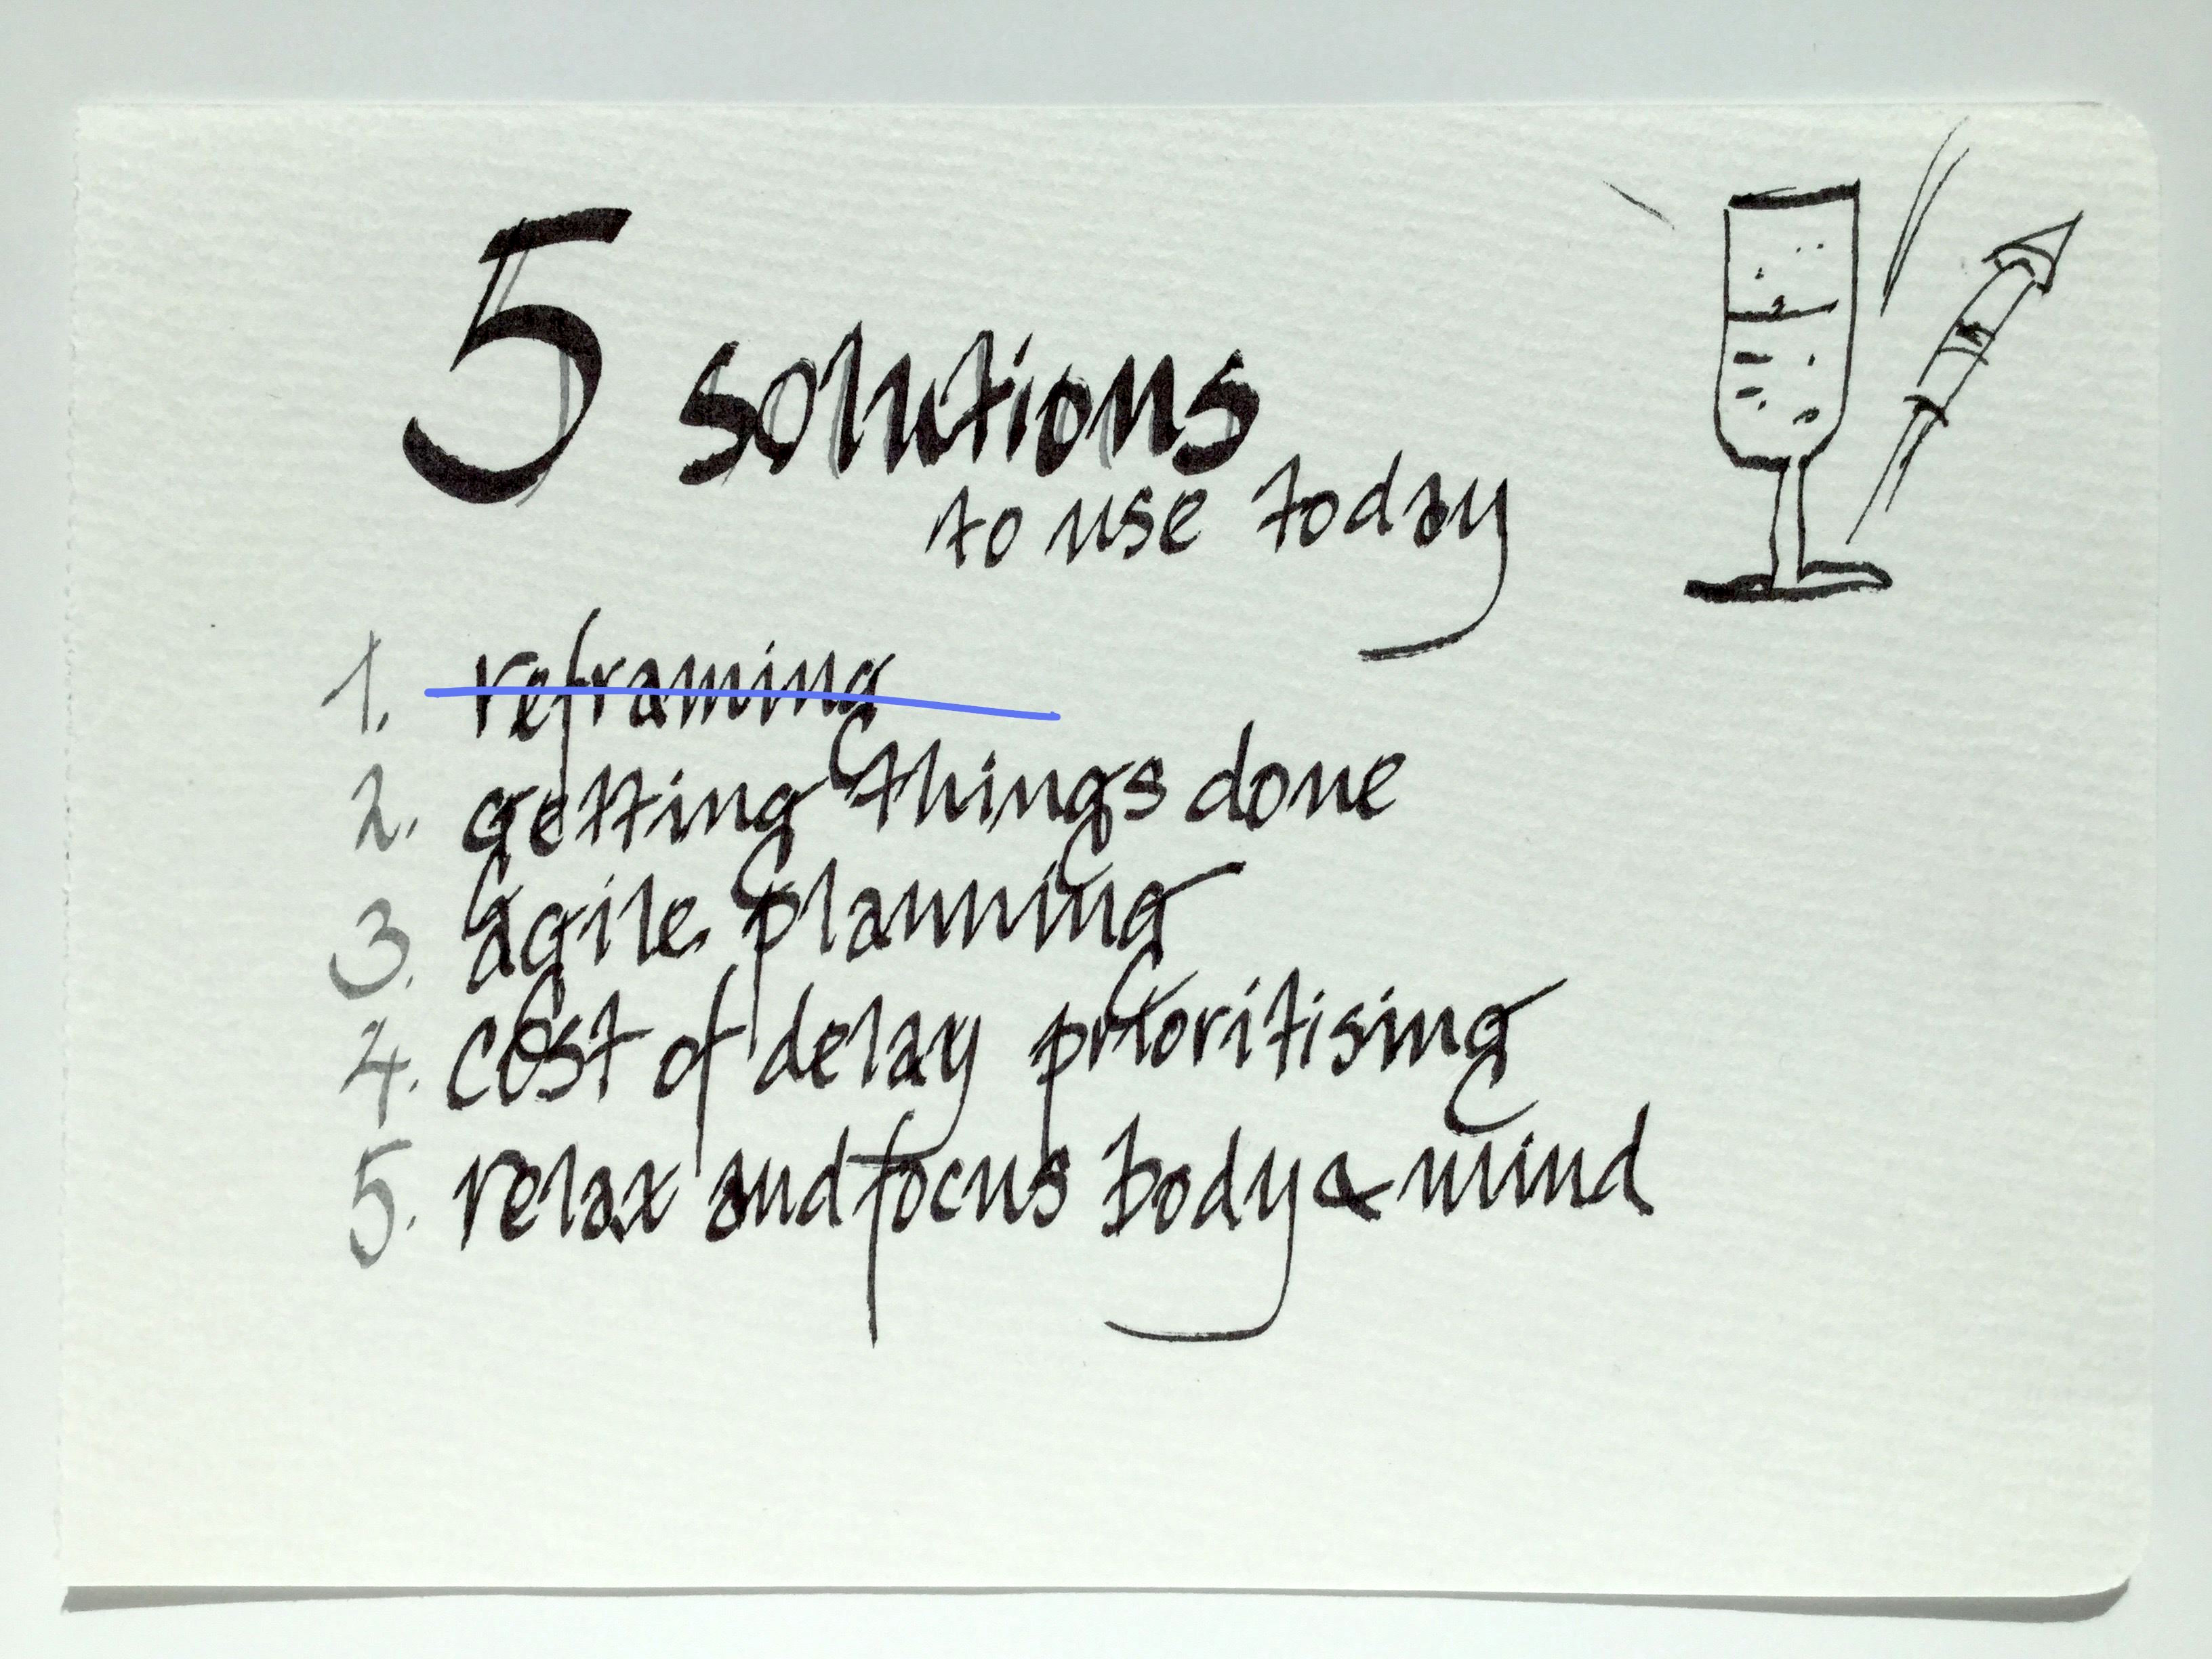 5 solutions
to use today
1. reframing
2. getting things done
3. agile planning
4. cost of delay prioritising
5. relax and focus body & mind